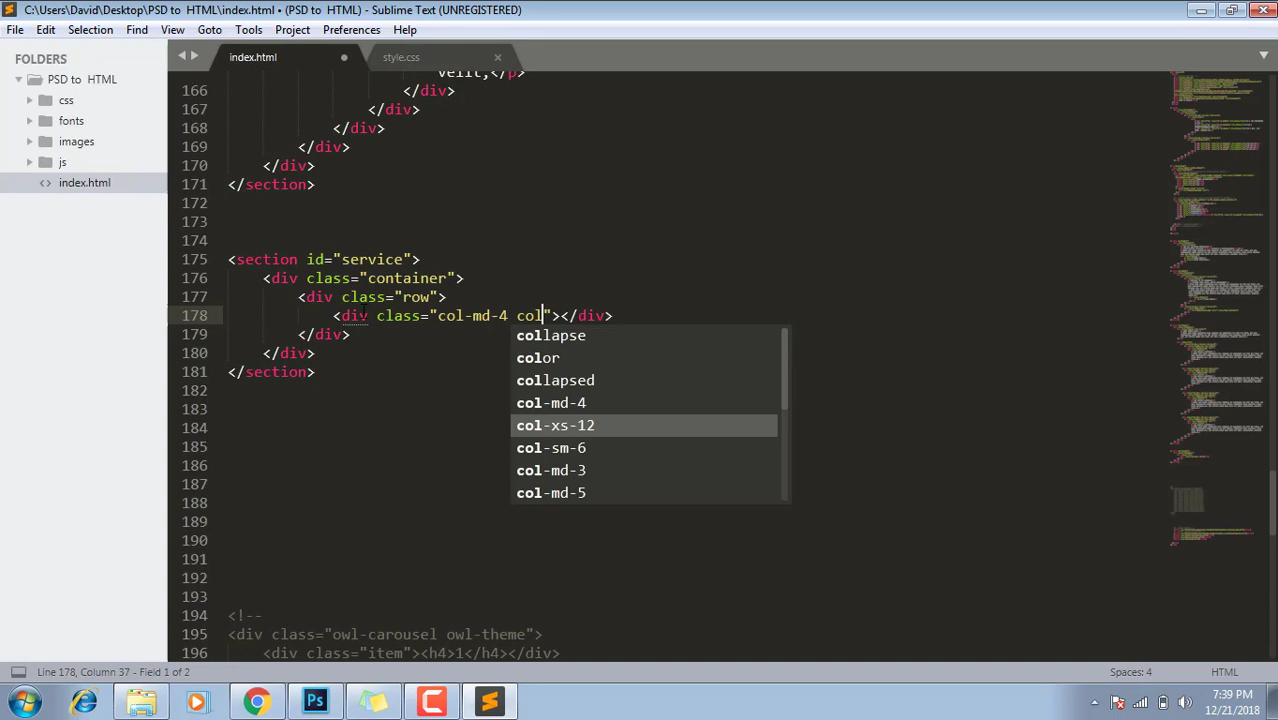 C:\Users\David\Desktop\PSD to HTML\index.html • (PSD to HTML) - Sublime Text (UNREGISTERED)
File Edit Selection Find View Goto Tools Project Preferences Help
FOLDERS
PSD to HTML
css
fonts
images
js
<> index.html
index.html
style.css
velit,</p>
166 </div>
167 </div>
168 </div>
169 </div>
170 </div>
171 </section>
172
173
174
175 <section id="service">
176 <div class="container">
177 <div class="row">
178 <div class="col-md-4 col"></div>
179 </div>
180 </div>
181 </section>
182
183
184
185
186
187
188
189
190
191
192
193
194 <!--
195 <div class="owl-carousel owl-theme">
196 <div class="item"><h4>1</h4></div>
collapse
color
collapsed
col-md-4
col-xs-12
col-sm-6
col-md-3
col-md-5
Line 178, Column 37 - Field 1 of 2
Spaces: 4
HTML
Ps
7:39 PM
12/21/2018